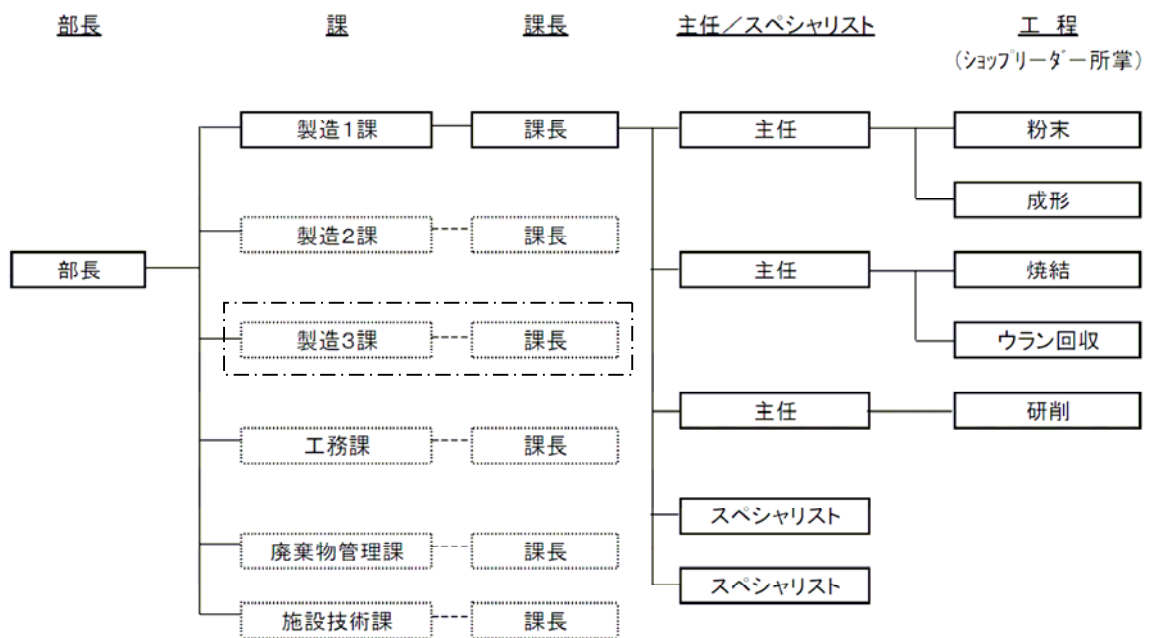 部長 課 課長 主任／スペシャリスト 工 程
（ｼｮｯﾌﾟﾘｰﾀﾞｰ所掌）
製造１課 課長 主任 粉末
成形
製造２課 課長
部長 主任 焼結
製造３課 課長 ウラン回収
主任 研削
工務課 課長
スペシャリスト
廃棄物管理課 課長
スペシャリスト
施設技術課 課長